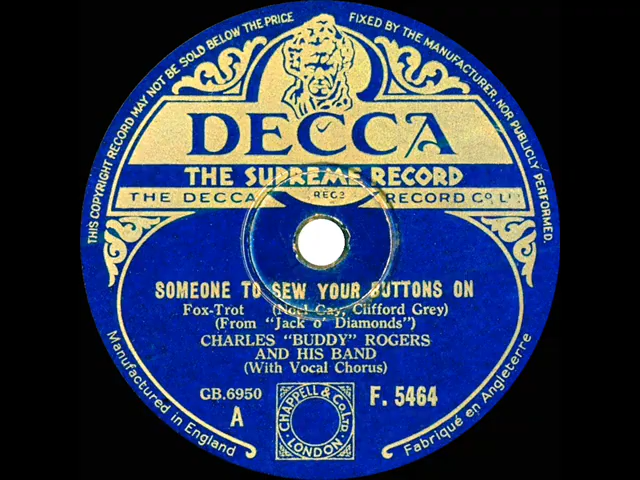 THIS COPYRIGHT RECORD MAY NOT BE SOLD BELOW THE PRICE FIXED BY THE MANUFACTURER, NOR PUBLICLY PERFORMED.
DECCA
THE SUPREME RECORD
THE DECCA RECORD CO. LTD
REGD
SOMEONE TO SEW YOUR BUTTONS ON
Fox-Trot (Noel Gay, Clifford Grey)
(From "Jack o' Diamonds")
CHARLES "BUDDY" ROGERS
AND HIS BAND
(With Vocal Chorus)
GB.6950
A
F. 5464
CHAPPELL & CO. LTD.
LONDON
Manufactured in England
Fabriqué en Angleterre